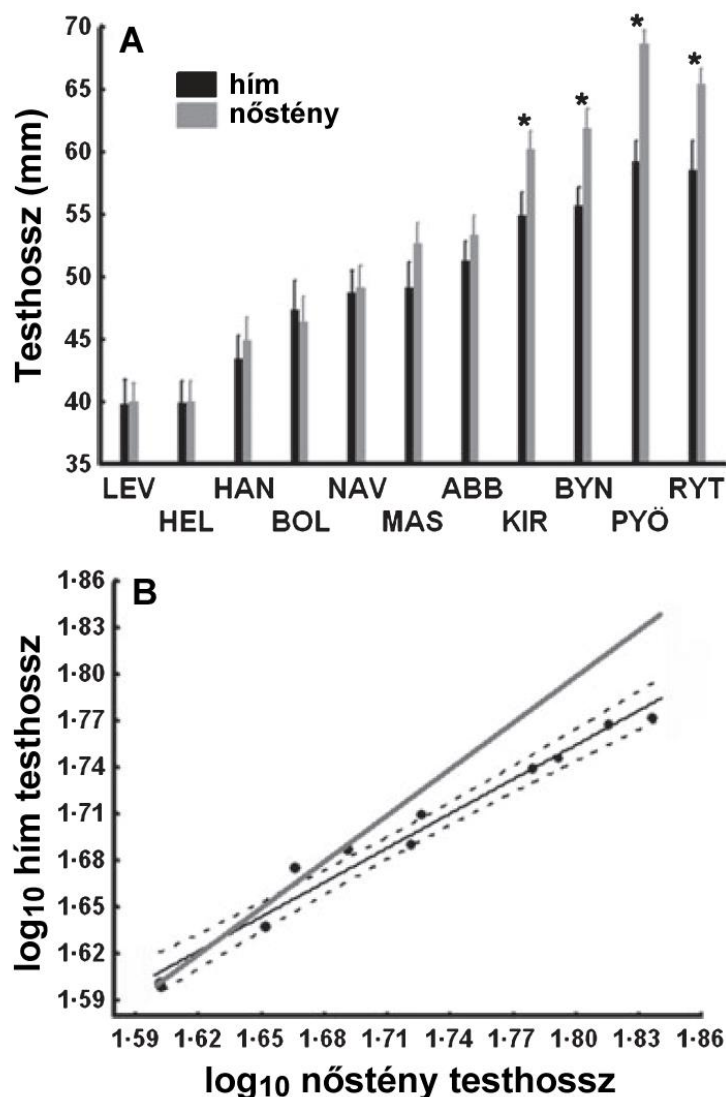 A
hím
nőstény
Testhossz (mm)
70
65
60
55
50
45
40
35
* * * *
LEV HAN NAV ABB BYN RYT
HEL BOL MAS KIR PYÖ
B
log10 hím testhossz
1·86
1·83
1·80
1·77
1·74
1·71
1·68
1·65
1·62
1·59
1·59 1·62 1·65 1·68 1·71 1·74 1·77 1·80 1·83 1·86
log10 nőstény testhossz